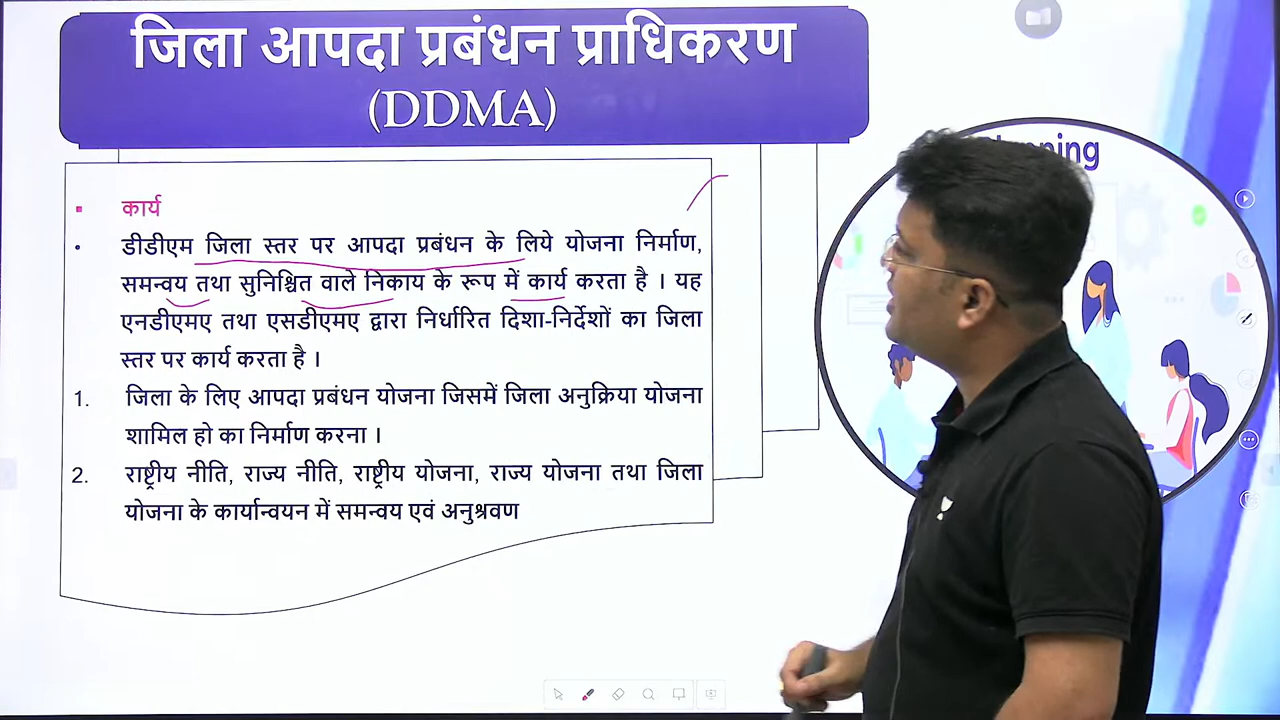 जिला आपदा प्रबंधन प्राधिकरण
(DDMA)
▪ कार्य
• डीडीएम जिला स्तर पर आपदा प्रबंधन के लिये योजना निर्माण,
समन्वय तथा सुनिश्चित वाले निकाय के रूप में कार्य करता है । यह
एनडीएमए तथा एसडीएमए द्वारा निर्धारित दिशा-निर्देशों का जिला
स्तर पर कार्य करता है ।
1. जिला के लिए आपदा प्रबंधन योजना जिसमें जिला अनुक्रिया योजना
शामिल हो का निर्माण करना ।
2. राष्ट्रीय नीति, राज्य नीति, राष्ट्रीय योजना, राज्य योजना तथा जिला
योजना के कार्यान्वयन में समन्वय एवं अनुश्रवण